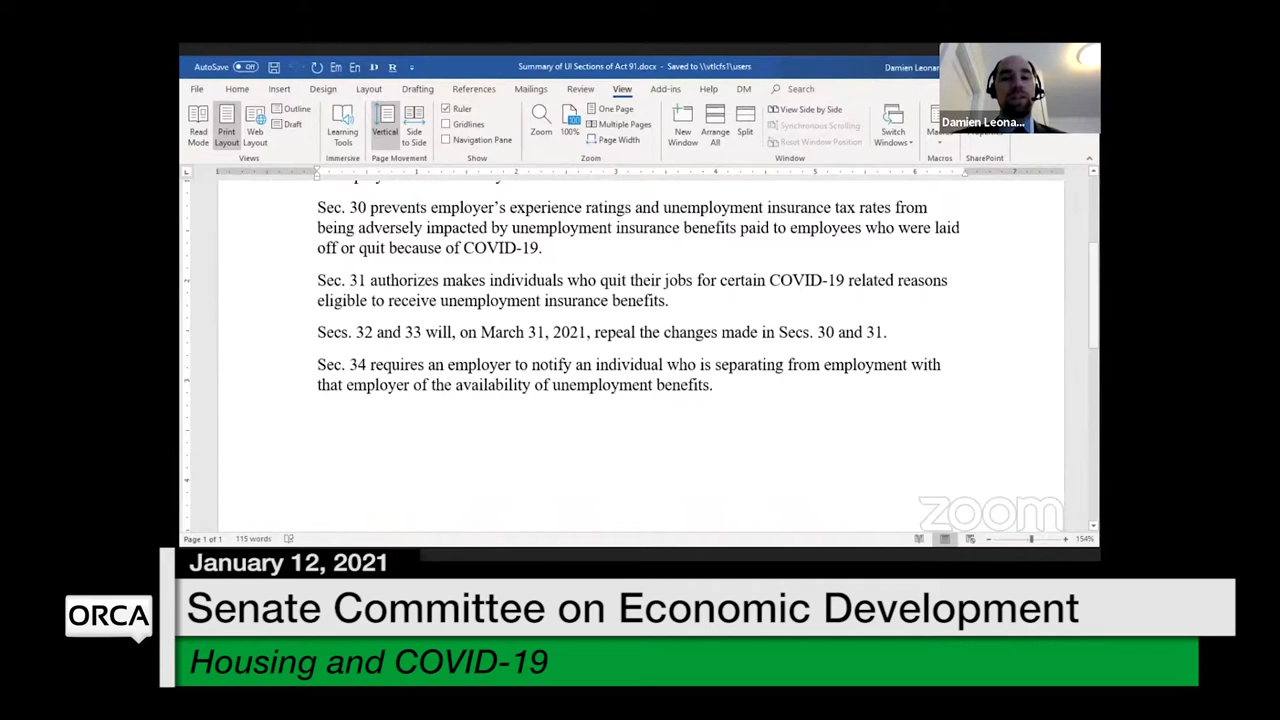 AutoSave Off
Summary of UI Sections of Act 91.docx - Saved to \\vtlcfs1\users
Damien Leonar
File Home Insert Design Layout Drafting References Mailings Review View Add-ins Help DM Search
Read Mode
Print Layout
Web Layout
Outline
Draft
Views
Learning Tools
Immersive
Vertical
Side to Side
Page Movement
Ruler
Gridlines
Navigation Pane
Show
Zoom
100%
One Page
Multiple Pages
Page Width
Zoom
New Window
Arrange All
Split
View Side by Side
Synchronous Scrolling
Reset Window Position
Window
Switch Windows
Macros
SharePoint
Damien Leona...
Sec. 30 prevents employer’s experience ratings and unemployment insurance tax rates from
being adversely impacted by unemployment insurance benefits paid to employees who were laid
off or quit because of COVID-19.
Sec. 31 authorizes makes individuals who quit their jobs for certain COVID-19 related reasons
eligible to receive unemployment insurance benefits.
Secs. 32 and 33 will, on March 31, 2021, repeal the changes made in Secs. 30 and 31.
Sec. 34 requires an employer to notify an individual who is separating from employment with
that employer of the availability of unemployment benefits.
zoom
Page 1 of 1 115 words
154%
January 12, 2021
ORCA
Senate Committee on Economic Development
Housing and COVID-19